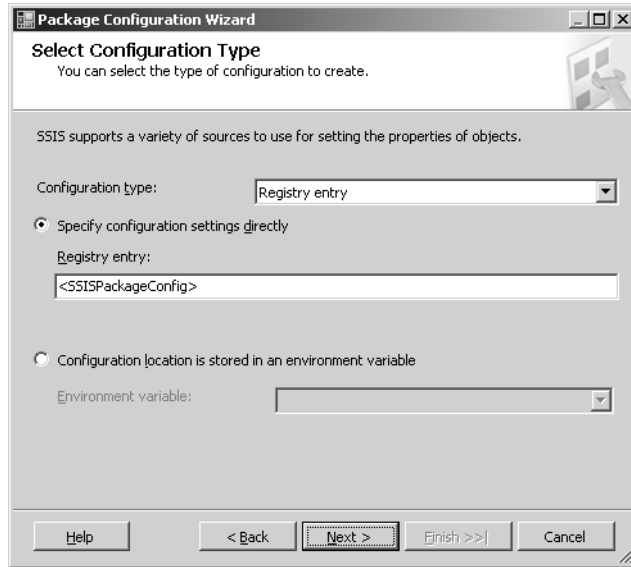 Package Configuration Wizard
Select Configuration Type
You can select the type of configuration to create.
SSIS supports a variety of sources to use for setting the properties of objects.
Configuration type:
Registry entry
Specify configuration settings directly
Registry entry:
<SSISPackageConfig>
Configuration location is stored in an environment variable
Environment variable:
Help
< Back
Next >
Finish >>|
Cancel